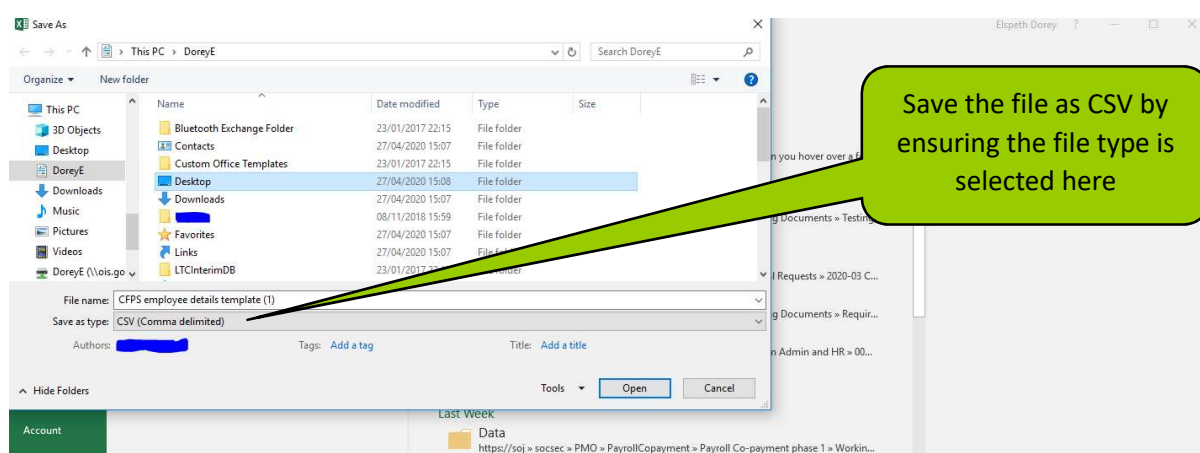 Save As
Elspeth Dorey ?
This PC > DoreyE
Search DoreyE
Organize
New folder
This PC
3D Objects
Desktop
DoreyE
Downloads
Music
Pictures
Videos
DoreyE (\\ois.go
Name Date modified Type Size
Bluetooth Exchange Folder 23/01/2017 22:15 File folder
Contacts 27/04/2020 15:07 File folder
Custom Office Templates 23/01/2017 22:15 File folder
Desktop 27/04/2020 15:08 File folder
Downloads 27/04/2020 15:07 File folder
08/11/2018 15:59 File folder
Favorites 27/04/2020 15:07 File folder
Links 27/04/2020 15:07
LTCInterimDB 23/01/2017
Save the file as CSV by
ensuring the file type is
selected here
n you hover over a
g Documents » Testing
l Requests » 2020-03 C...
g Documents » Requir...
n Admin and HR » 00...
File name: CFPS employee details template (1)
Save as type: CSV (Comma delimited)
Authors:
Tags: Add a tag
Title: Add a title
Hide Folders
Tools
Open
Cancel
Account
Last Week
Data
https://soj » socsec » PMO » PayrollCopayment » Payroll Co-payment phase 1 » Workin...